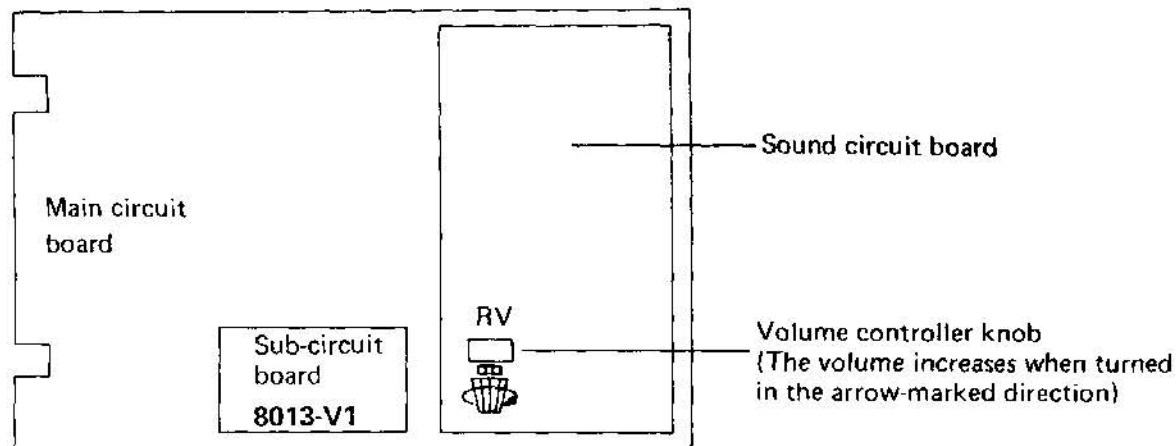 Sound circuit board
Main circuit
board
RV
Sub-circuit
board
8013-V1
Volume controller knob
(The volume increases when turned
in the arrow-marked direction)